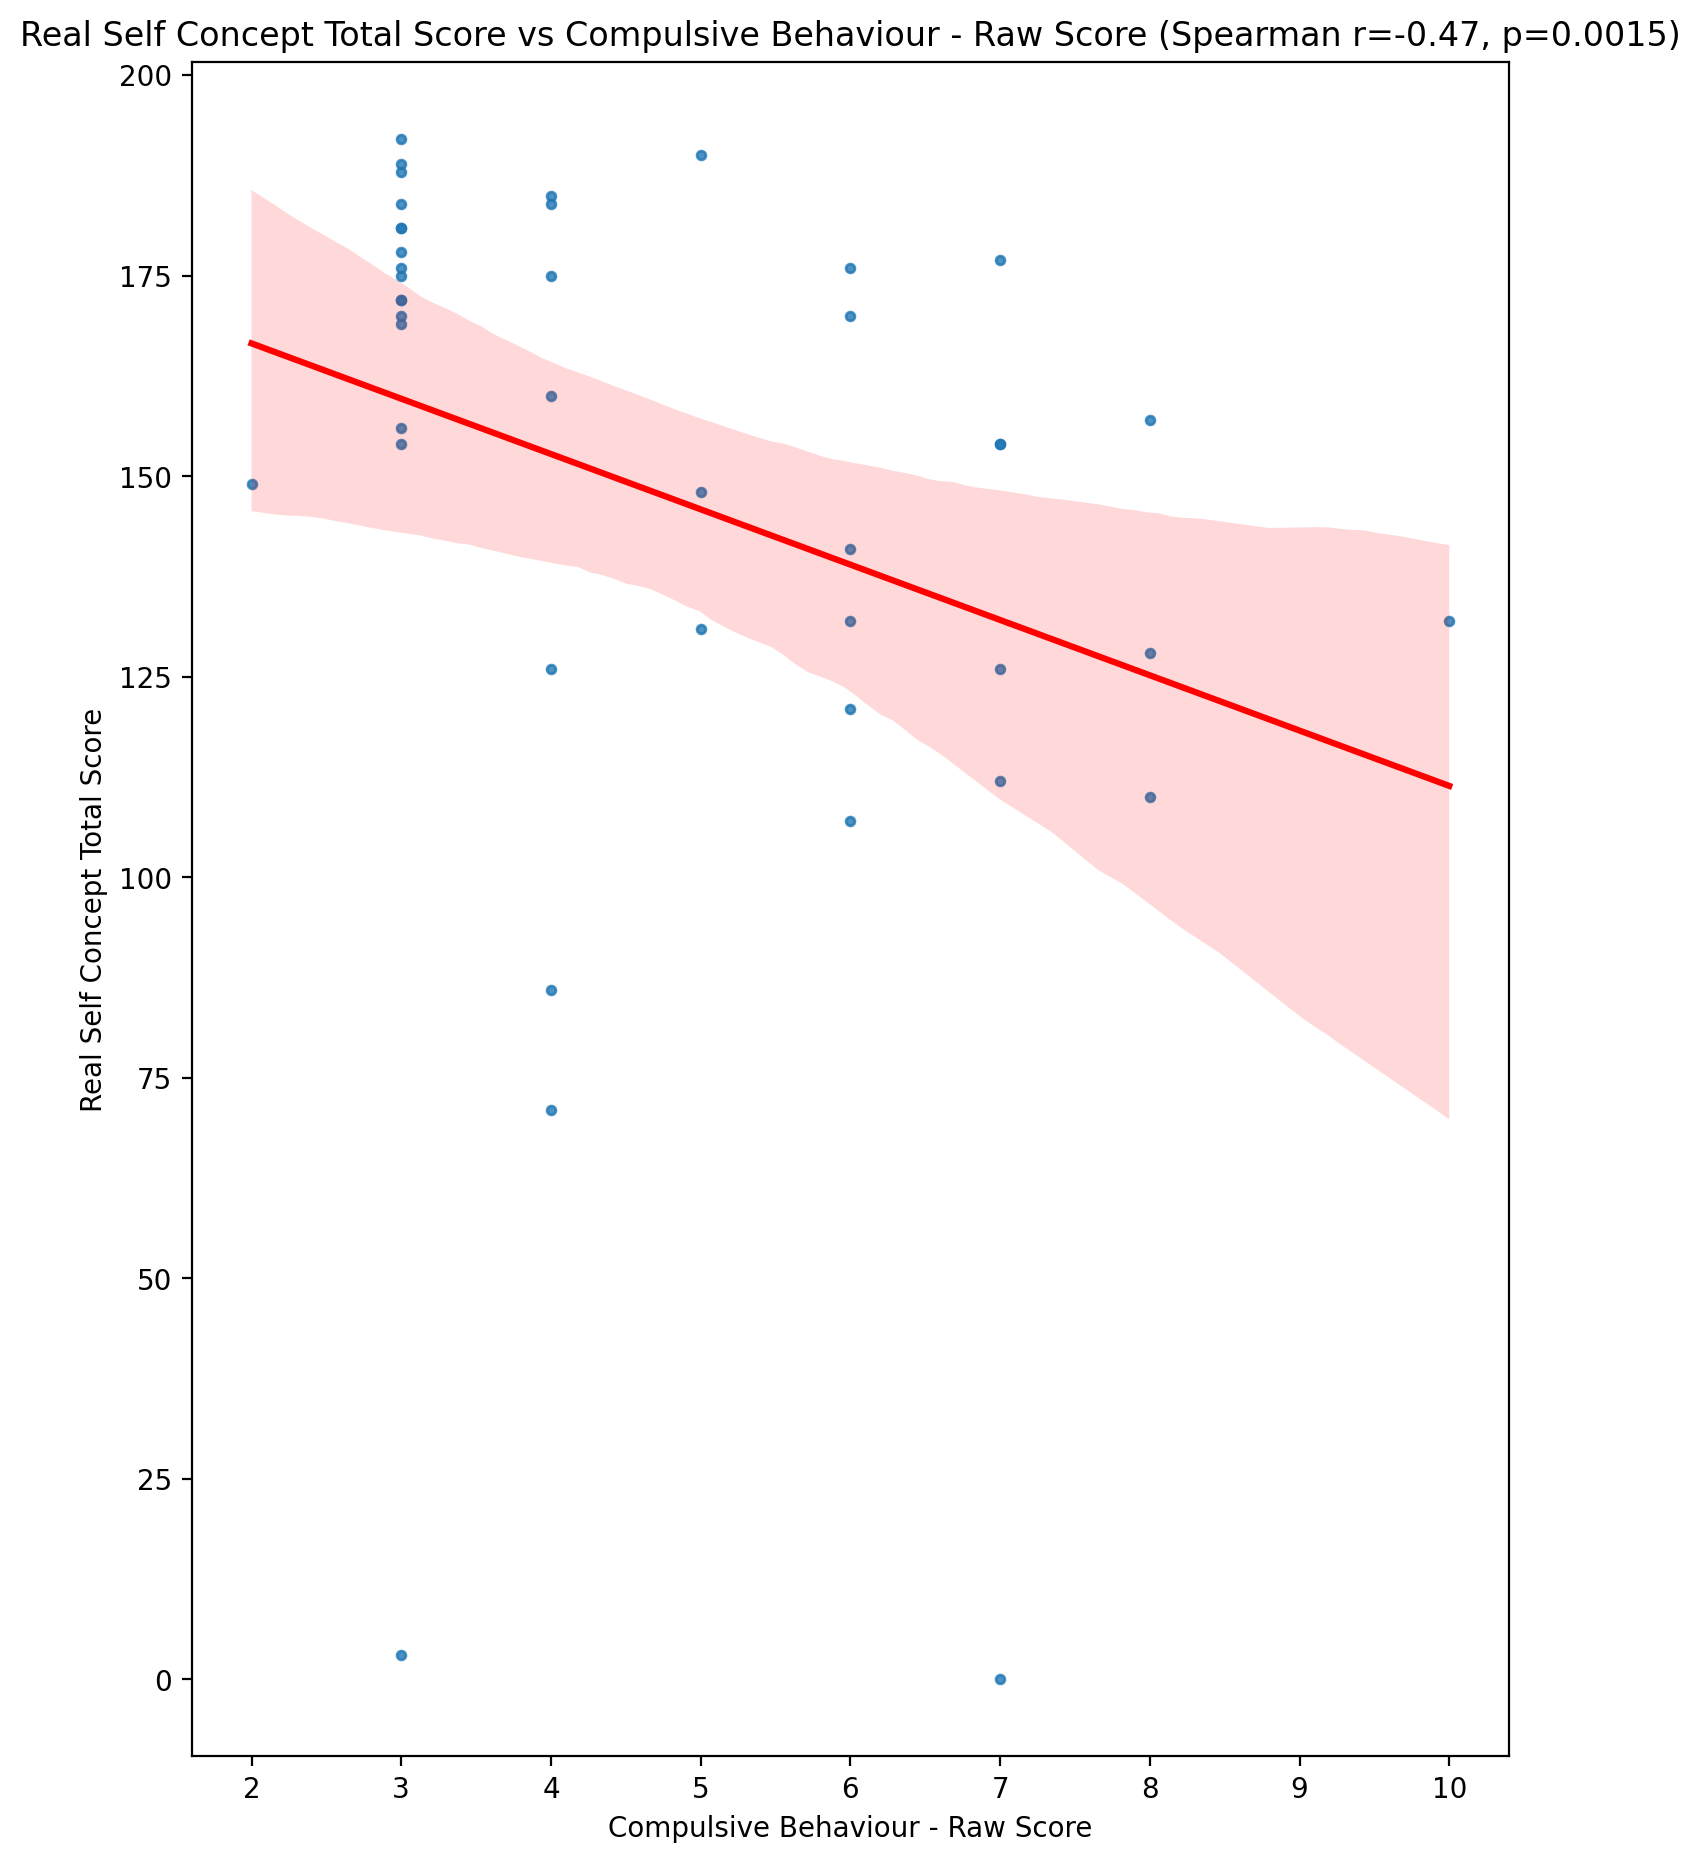 Real Self Concept Total Score vs Compulsive Behaviour - Raw Score (Spearman r=-0.47, p=0.0015)
200
175
150
125
100
75
50
25
0
Real Self Concept Total Score
2 3 4 5 6 7 8 9 10
Compulsive Behaviour - Raw Score